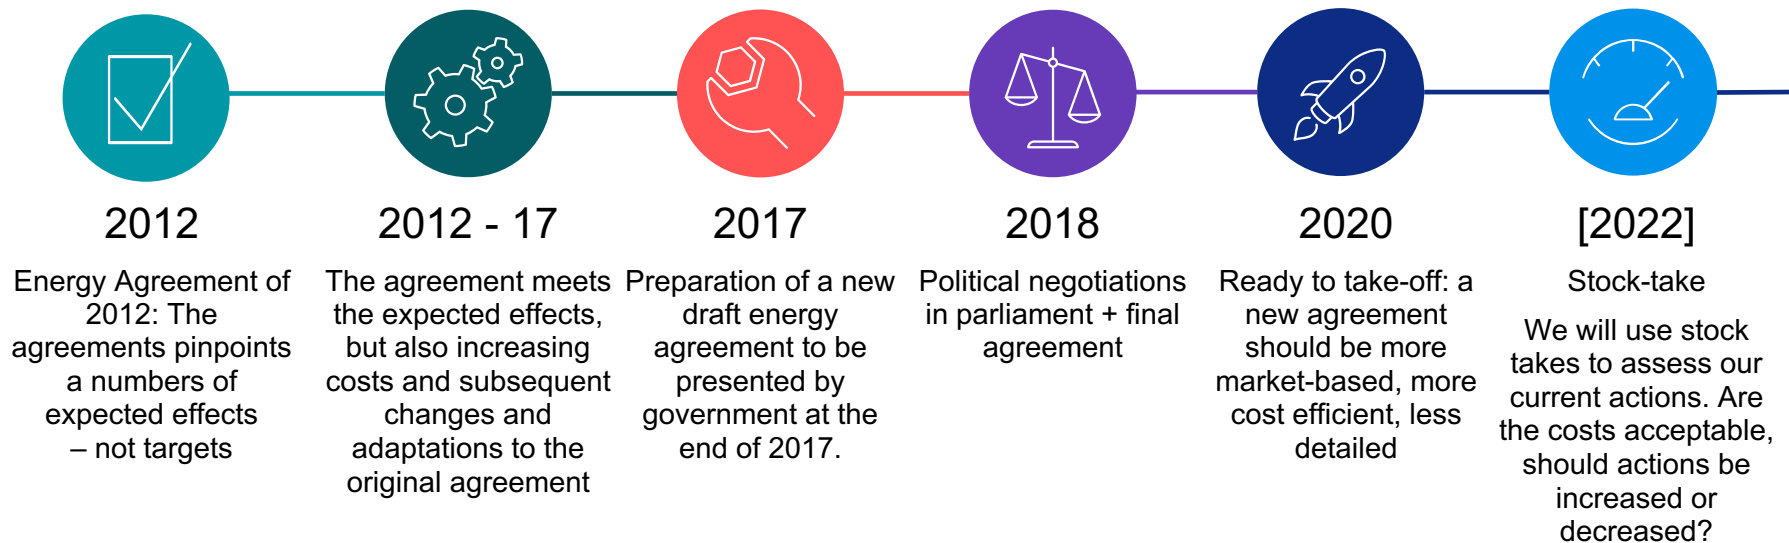 2012
Energy Agreement of
2012: The
agreements pinpoints
a numbers of
expected effects
– not targets
2012 - 17
The agreement meets
the expected effects,
but also increasing
costs and subsequent
changes and
adaptations to the
original agreement
2017
Preparation of a new
draft energy
agreement to be
presented by
government at the
end of 2017.
2018
Political negotiations
in parliament + final
agreement
2020
Ready to take-off: a
new agreement
should be more
market-based, more
cost efficient, less
detailed
[2022]
Stock-take
We will use stock
takes to assess our
current actions. Are
the costs acceptable,
should actions be
increased or
decreased?